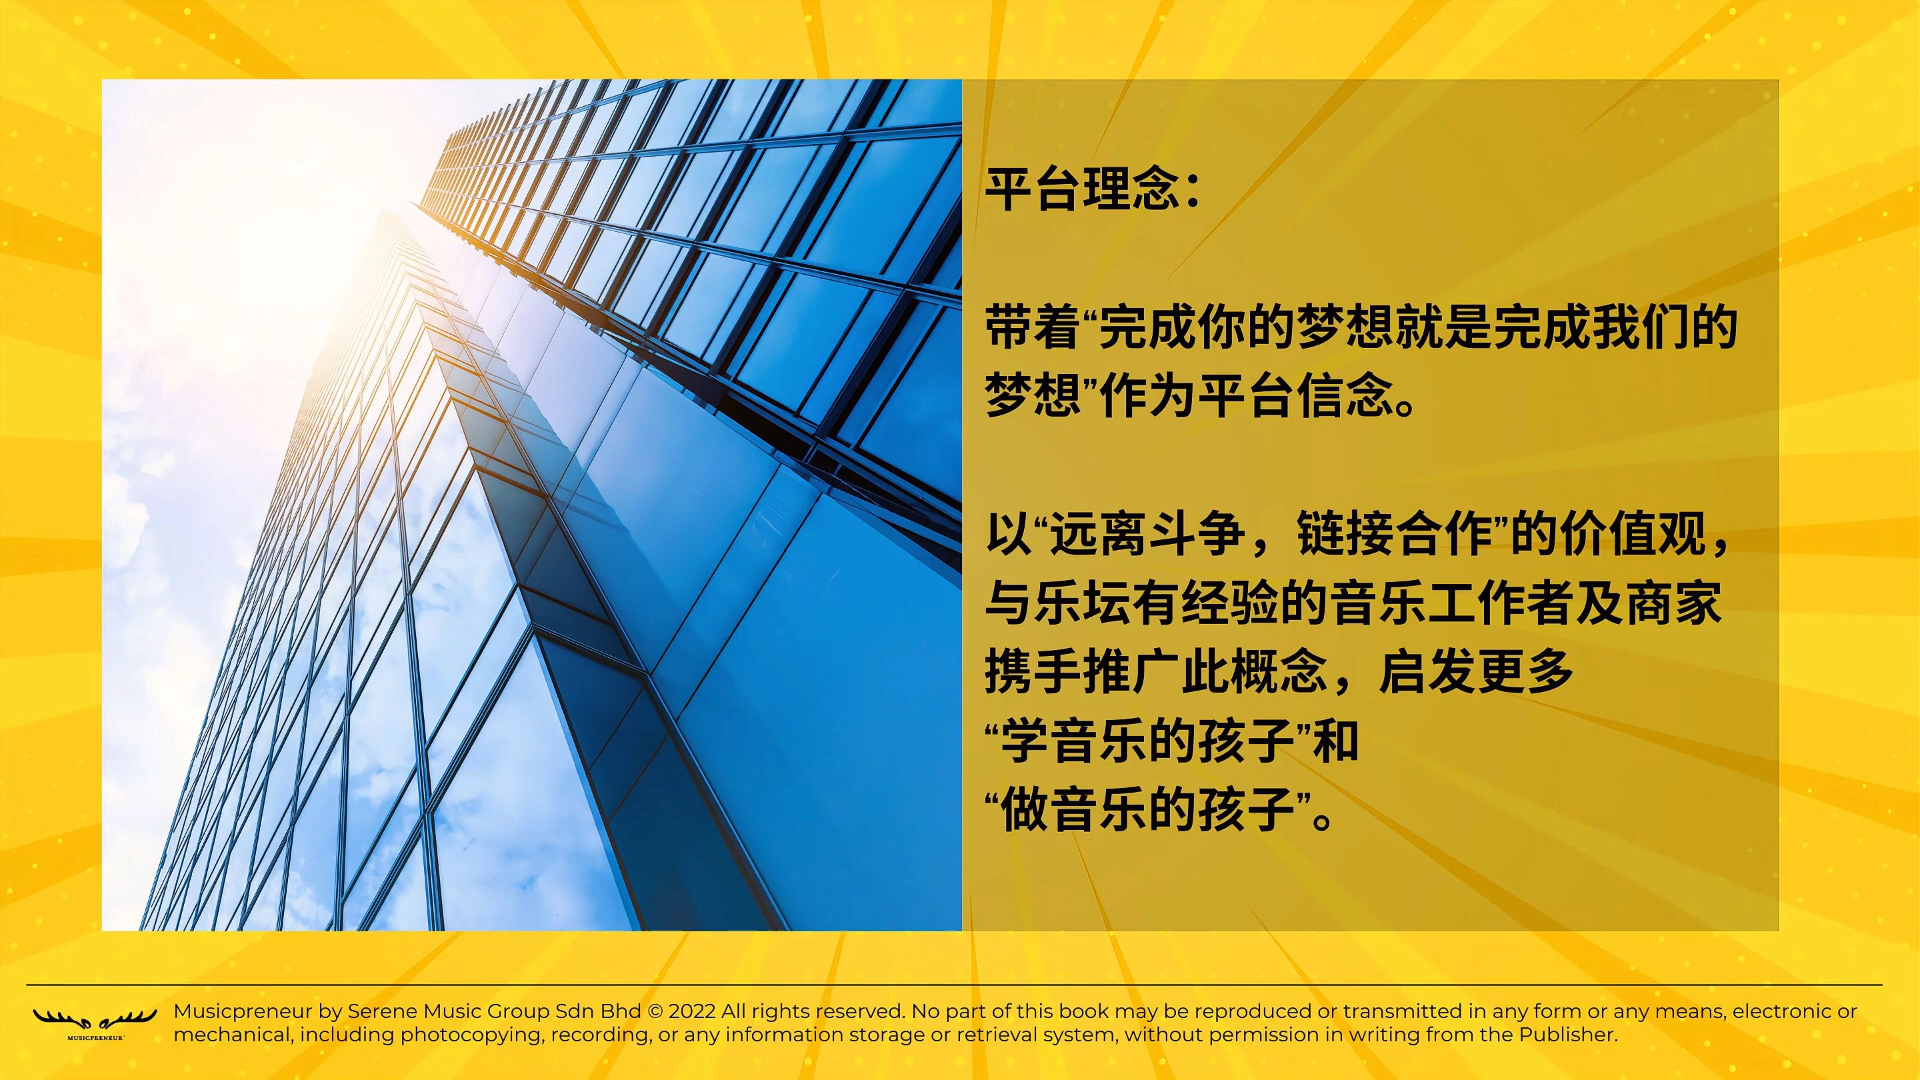 平台理念：
带着“完成你的梦想就是完成我们的
梦想”作为平台信念。
以“远离斗争，链接合作”的价值观，
与乐坛有经验的音乐工作者及商家
携手推广此概念，启发更多
“学音乐的孩子”和
“做音乐的孩子”。
MUSICPRENEUR
Musicpreneur by Serene Music Group Sdn Bhd © 2022 All rights reserved. No part of this book may be reproduced or transmitted in any form or any means, electronic or
mechanical, including photocopying, recording, or any information storage or retrieval system, without permission in writing from the Publisher.